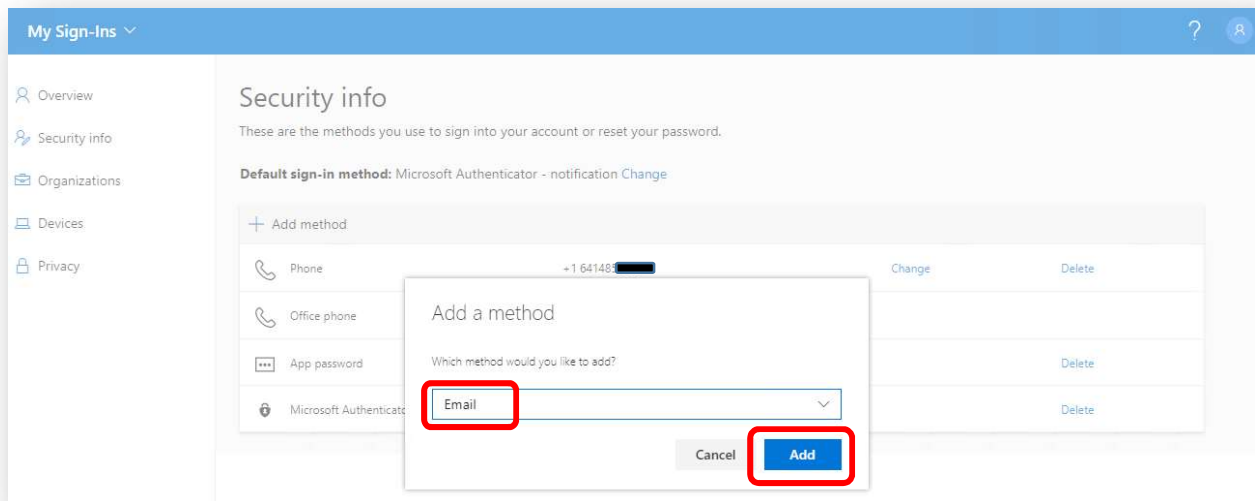 My Sign-Ins
?
Overview
Security info
Organizations
Devices
Privacy
Security info
These are the methods you use to sign into your account or reset your password.
Default sign-in method: Microsoft Authenticator - notification Change
+ Add method
Phone +1 641485 Change Delete
Office phone
App password Delete
Microsoft Delete
Add a method
Which method would you like to add?
Email
Cancel Add